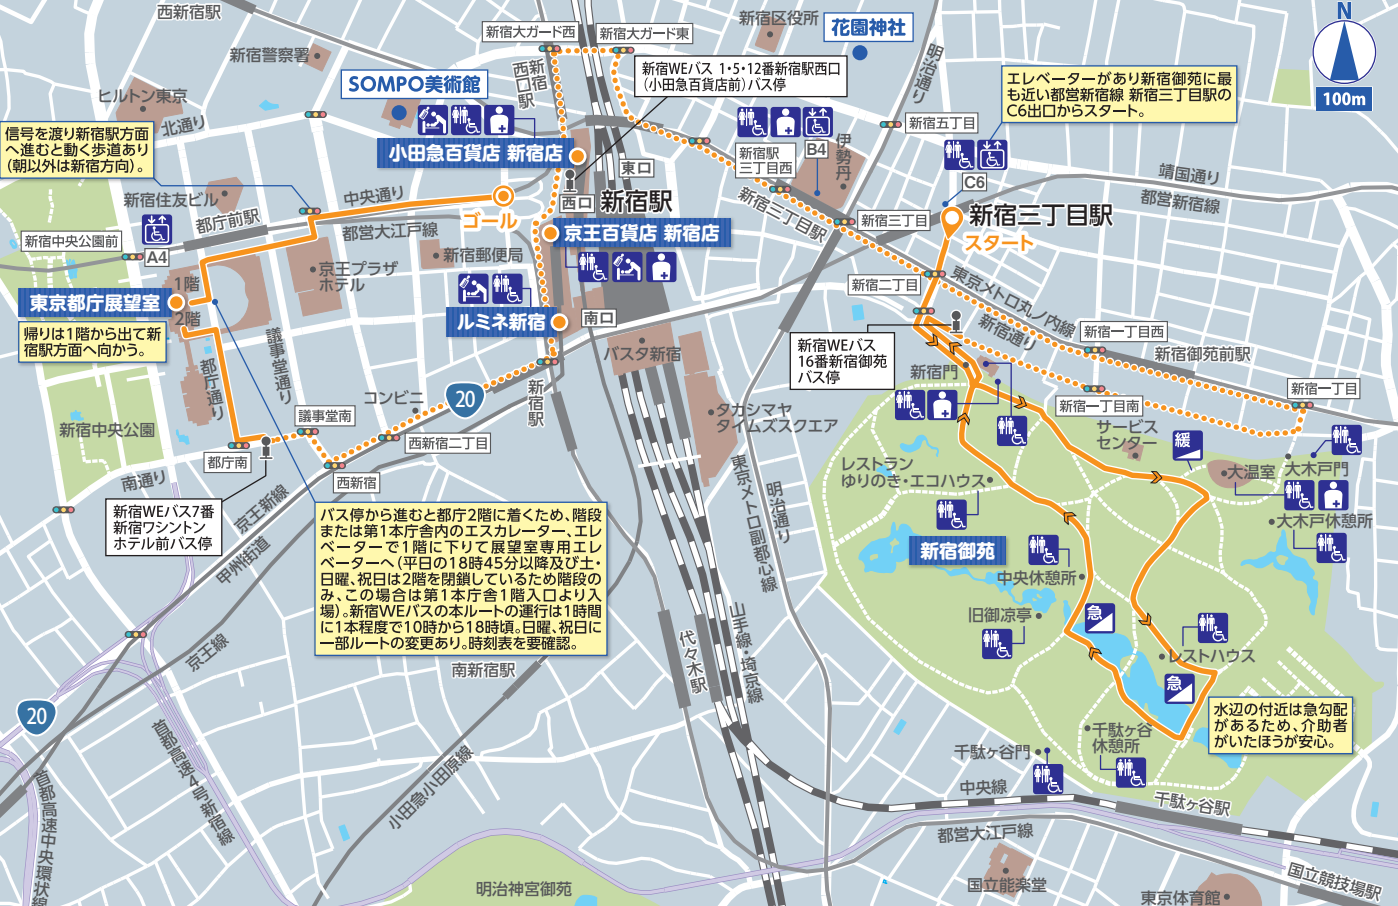 西新宿駅
新宿警察署
ヒルトン東京
北通り
信号を渡り新宿駅方面
へ進むと動く歩道あり
(朝以外は新宿方向)。
SOMPO美術館
小田急百貨店 新宿店
新宿大ガード西
新宿大ガード東
新宿
西口駅
新宿WEバス 1・5・12番新宿駅西口
(小田急百貨店前)バス停
新宿区役所
花園神社
明治通り
エレベーターがあり新宿御苑に最
も近い都営新宿線 新宿三丁目駅の
C6出口からスタート。
N
100m
新宿五丁目
新宿駅
三丁目西
B4
伊勢丹
C6
靖国通り
都営新宿線
新宿住友ビル
都庁前駅
中央通り
都営大江戸線
ゴール
東口
西口
新宿駅
新宿三丁目駅
新宿三丁目
新宿三丁目駅
スタート
新宿中央公園前
A4
京王プラザ
ホテル
新宿郵便局
京王百貨店 新宿店
ルミネ新宿
南口
東京都庁展望室
1階
2階
帰りは1階から出て新
宿駅方面へ向かう。
議事堂通り
都庁通り
新宿二丁目
東京メトロ丸ノ内線
新宿通り
新宿一丁目西
新宿御苑前駅
新宿一丁目
新宿WEバス
16番新宿御苑
バス停
新宿門
新宿一丁目南
バスタ新宿
新宿駅
タカシマヤ
タイムズスクエア
コンビニ
20
新宿中央公園
議事堂南
西新宿二丁目
都庁南
西新宿
南通り
新宿WEバス7番
新宿ワシントン
ホテル前バス停
京王新線
甲州街道
バス停から進むと都庁2階に着くため、階段
または第1本庁舎内のエスカレーター、エレ
ベーターで1階に下りて展望室専用エレ
ベーターへ(平日の18時45分以降及び土・
日曜、祝日は2階を閉鎖しているため階段の
み、この場合は第1本庁舎1階入口より入
場)。新宿WEバスの本ルートの運行は1時間
に1本程度で10時から18時頃。日曜、祝日に
一部ルートの変更あり。時刻表を要確認。
東京メトロ副都心線
明治通り
サービス
センター
緩
大温室
大木戸門
大木戸休憩所
レストラン
ゆりのき・エコハウス
新宿御苑
中央休憩所
旧御涼亭
急
レストハウス
急
水辺の付近は急勾配
があるため、介助者
がいたほうが安心。
千駄ヶ谷
休憩所
千駄ヶ谷門
中央線
千駄ヶ谷駅
都営大江戸線
国立能楽堂
東京体育館
国立競技場駅
代々木駅
山手線・埼京線
南新宿駅
小田急小田原線
京王線
20
首都高速4号新宿線
首都高速中央環状線
明治神宮御苑